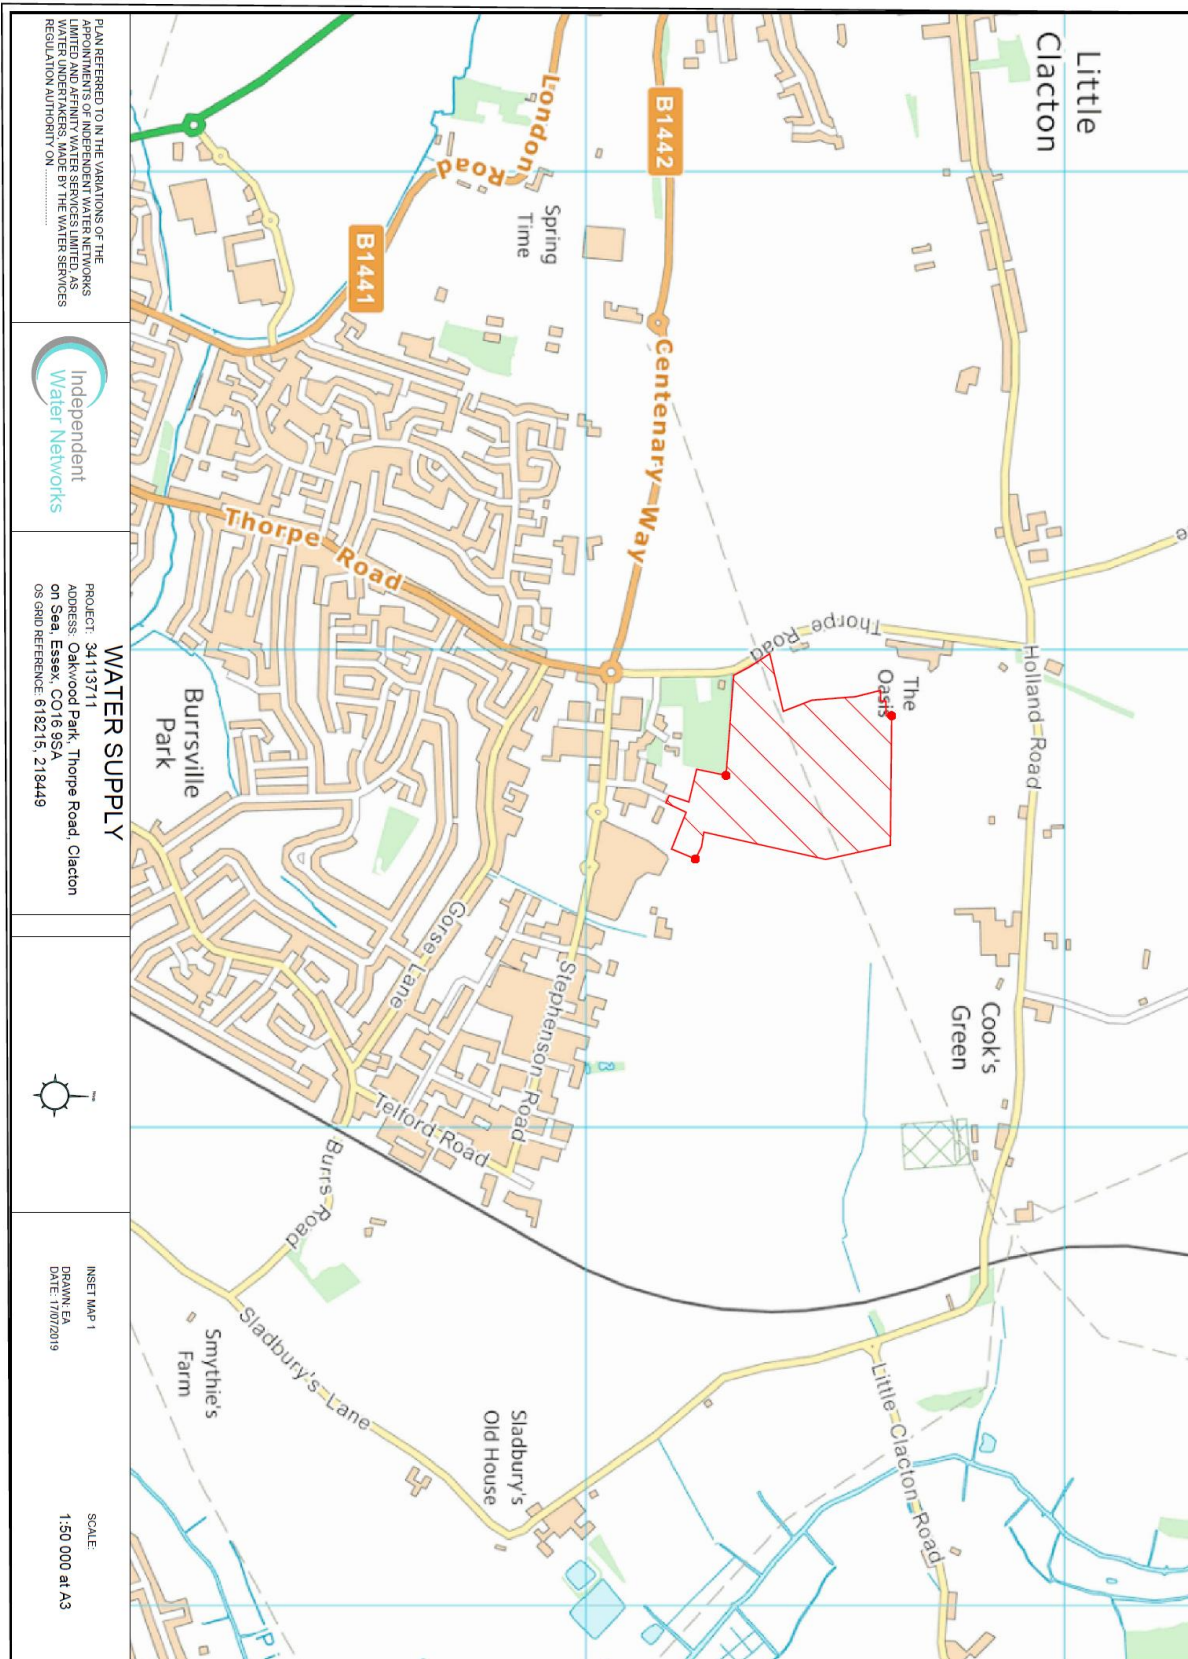 Little
Clacton
B1442
London Road
Spring
Time
B1441
Centenary Way
Thorpe Road
Thorpe Road
The
Oasis
Holland Road
Burrsville
Park
Gorse Lane
Stephenson Road
Telford Road
Cook's
Green
Burrs Road
Sladbury's Lane
Smythie's
Farm
Sladbury's
Old House
Little Clacton Road
PLAN REFERRED TO IN THE VARIATIONS OF THE
APPOINTMENTS OF INDEPENDENT WATER NETWORKS
LIMITED AND AFFINITY WATER SERVICES LIMITED, AS
WATER UNDERTAKERS, MADE BY THE WATER SERVICES
REGULATION AUTHORITY ON ..................
Independent
Water Networks
WATER SUPPLY
PROJECT: 34113711
ADDRESS: Oakwood Park, Thorpe Road, Clacton
on Sea, Essex, CO16 9SA
OS GRID REFERENCE: 618215, 218449
INSET MAP 1
DRAWN: EA
DATE: 17/07/2019
SCALE:
1:50 000 at A3